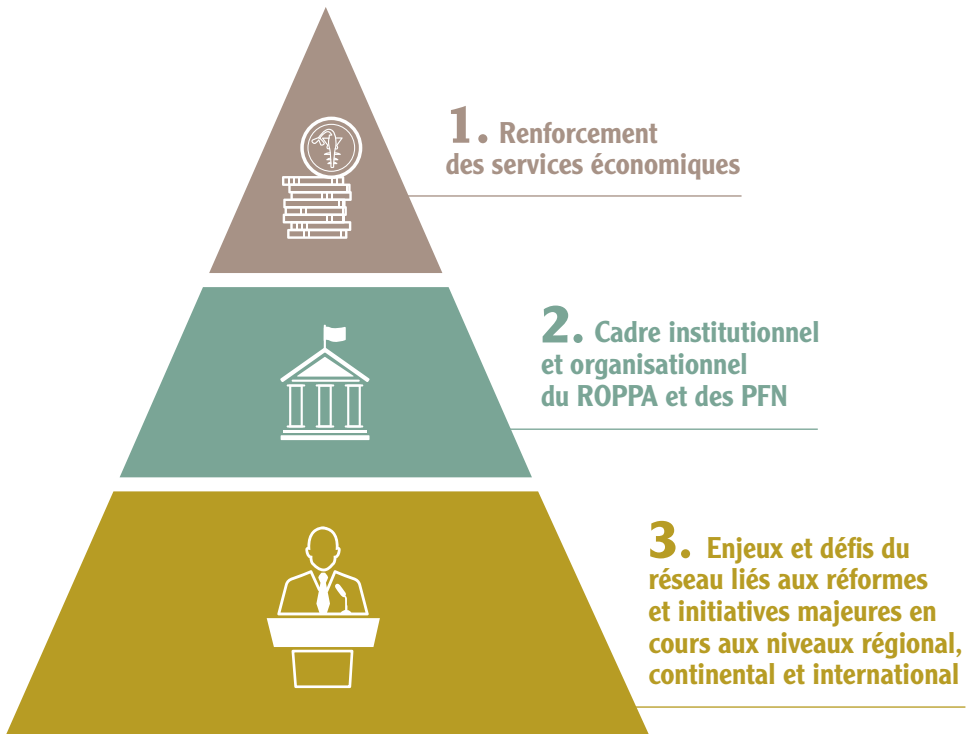 1. Renforcement
des services économiques
2. Cadre institutionnel
et organisationnel
du ROPPA et des PFN
3. Enjeux et défis du
réseau liés aux réformes
et initiatives majeures en
cours aux niveaux régional,
continental et international